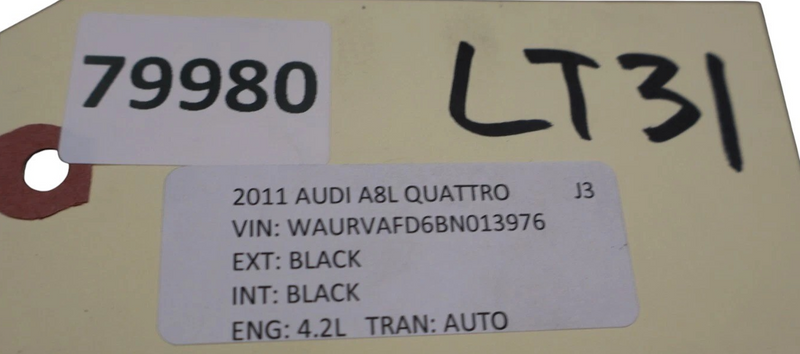 79980
LT31
2011 AUDI A8L QUATTRO J3
VIN: WAURVAFD6BN013976
EXT: BLACK
INT: BLACK
ENG: 4.2L TRAN: AUTO